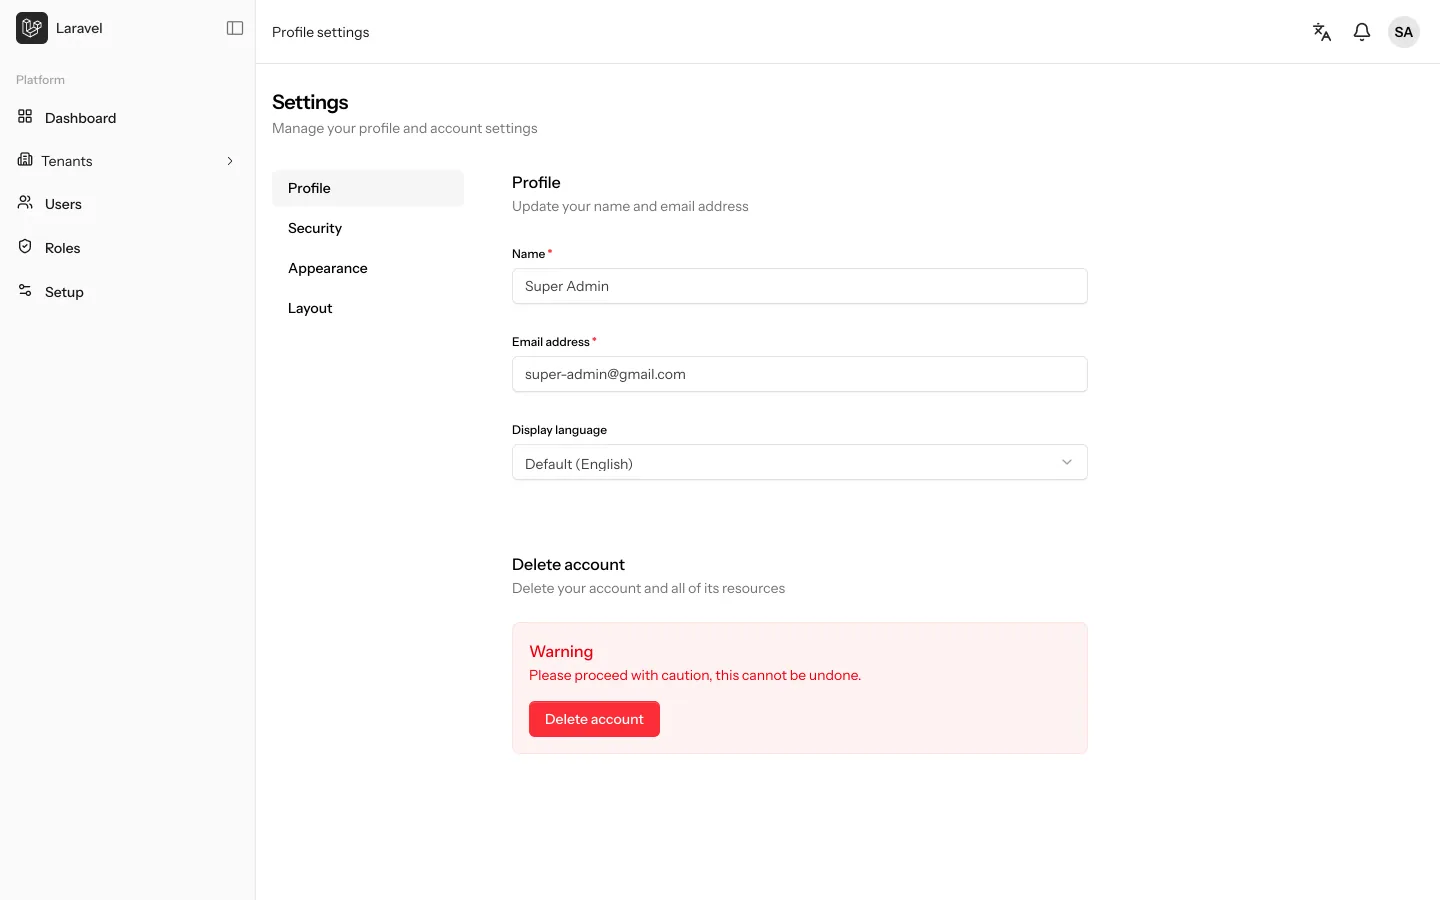 Laravel
Platform
Dashboard
Tenants
Users
Roles
Setup
Profile settings
SA
Settings
Manage your profile and account settings
Profile
Security
Appearance
Layout
Profile
Update your name and email address
Name *
Super Admin
Email address *
super-admin@gmail.com
Display language
Default (English)
Delete account
Delete your account and all of its resources
Warning
Please proceed with caution, this cannot be undone.
Delete account